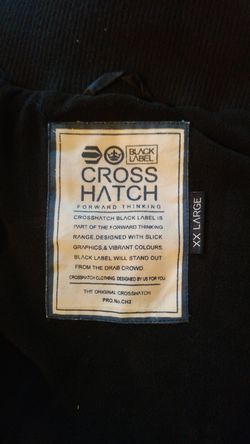 BLACK
LABEL
CROSS
HATCH
FORWARD THINKING
CROSSHATCH BLACK LABEL IS
PART OF THE FORWARD THINKING
RANGE, DESIGNED WITH SLICK
GRAPHICS, & VIBRANT COLOURS.
BLACK LABEL WILL STAND OUT
FROM THE DRAB CROWD.
CROSSHATCH CLOTHING. DESIGNED BY US FOR YOU
THE ORIGINAL CROSSHATCH
PRO.No.CH3
XX LARGE